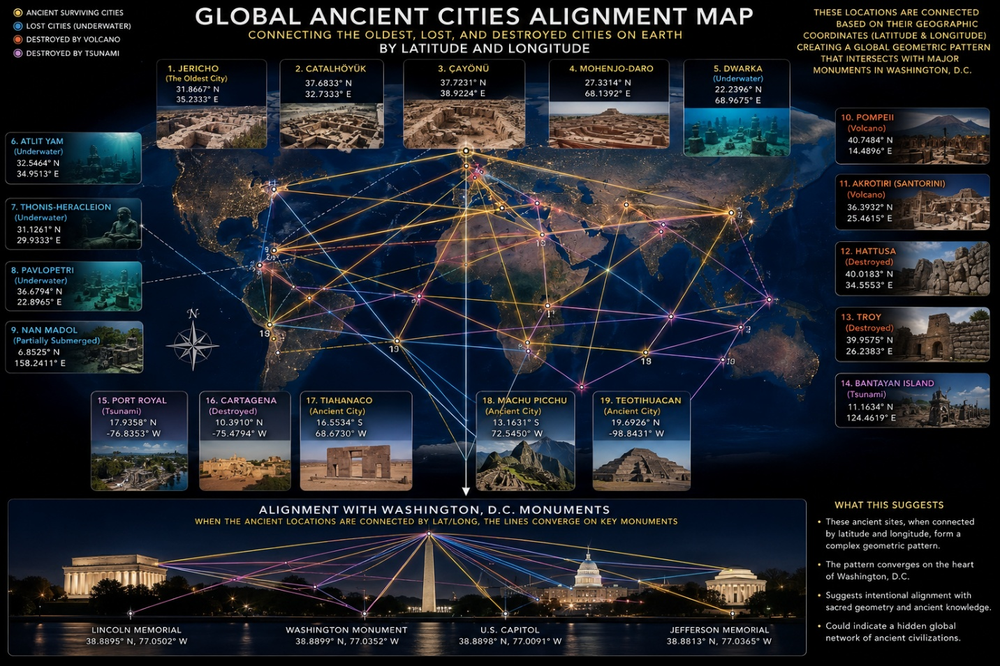 ANCIENT SURVIVING CITIES
LOST CITIES (UNDERWATER)
DESTROYED BY VOLCANO
DESTROYED BY TSUNAMI
GLOBAL ANCIENT CITIES ALIGNMENT MAP
CONNECTING THE OLDEST, LOST, AND DESTROYED CITIES ON EARTH
BY LATITUDE AND LONGITUDE
THESE LOCATIONS ARE CONNECTED
BASED ON THEIR GEOGRAPHIC
COORDINATES (LATITUDE & LONGITUDE)
CREATING A GLOBAL GEOMETRIC PATTERN
THAT INTERSECTS WITH MAJOR
MONUMENTS IN WASHINGTON, D.C.
1. JERICHO
(The Oldest City)
31.8667° N
35.2333° E
2. CATALHÖYÜK
37.6833° N
32.7333° E
3. ÇAYÖNÜ
37.7231° N
38.9224° E
4. MOHENJO-DARO
27.3314° N
68.1392° E
5. DWARKA
(Underwater)
22.2396° N
68.9675° E
6. ATLIT YAM
(Underwater)
32.5464° N
34.9513° E
7. THONIS-HERACLEION
(Underwater)
31.1261° N
29.9333° E
8. PAVLOPETRI
(Underwater)
36.6794° N
22.8965° E
9. NAN MADOL
(Partially Submerged)
6.8525° N
158.2411° E
10. POMPEII
(Volcano)
40.7484° N
14.4896° E
11. AKROTIRI (SANTORINI)
(Volcano)
36.3932° N
25.4615° E
12. HATTUSA
(Destroyed)
40.0183° N
34.5553° E
13. TROY
(Destroyed)
39.9575° N
26.2383° E
14. BANTAYAN ISLAND
(Tsunami)
11.1634° N
124.4619° E
N
19
19
19
15. PORT ROYAL
(Tsunami)
17.9358° N
-76.8353° W
16. CARTAGENA
(Destroyed)
10.3910° N
-75.4794° W
17. TIAHANACO
(Ancient City)
16.5534° S
68.6730° W
18. MACHU PICCHU
(Ancient City)
13.1631° S
72.5450° W
19. TEOTIHUACAN
(Ancient City)
19.6926° N
-98.8431° W
ALIGNMENT WITH WASHINGTON, D.C. MONUMENTS
WHEN THE ANCIENT LOCATIONS ARE CONNECTED BY LAT/LONG, THE LINES CONVERGE ON KEY MONUMENTS
LINCOLN MEMORIAL
38.8895° N, 77.0502° W
WASHINGTON MONUMENT
38.8899° N, 77.0352° W
U.S. CAPITOL
38.8898° N, 77.0091° W
JEFFERSON MEMORIAL
38.8813° N, 77.0365° W
WHAT THIS SUGGESTS
• These ancient sites, when connected
by latitude and longitude, form a
complex geometric pattern.
• The pattern converges on the heart
of Washington, D.C.
• Suggests intentional alignment with
sacred geometry and ancient knowledge.
• Could indicate a hidden global
network of ancient civilizations.